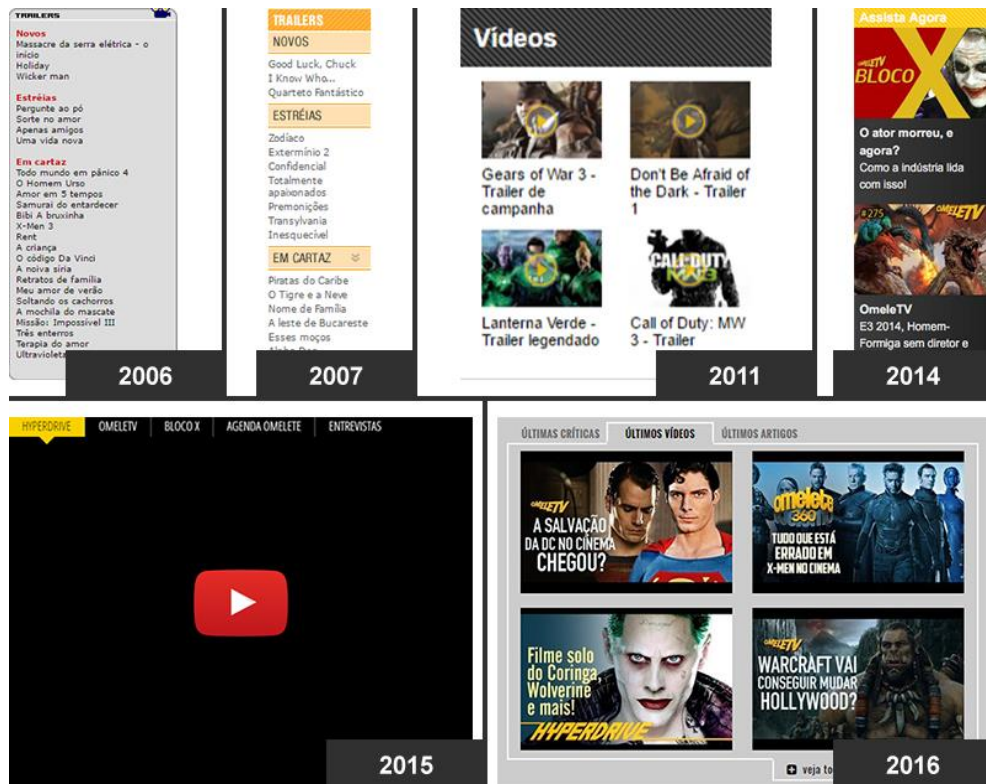 TRAILERS
Novos
Massacre da serra elétrica - o
início
Holiday
Wicker man
Estréias
Pergunte ao pó
Sorte no amor
Apenas amigos
Uma vida nova
Em cartaz
Todo mundo em pânico 4
O Homem Urso
Amor em 5 tempos
Samurai do entardecer
Bibi A bruxinha
X-Men 3
Rent
A criança
O código Da Vinci
A noiva síria
Retratos de família
Meu amor de verão
Soltando os cachorros
A mochila do mascate
Missão: Impossível III
Três enterros
Terapia do amor
Ultravioleta
2006
TRAILERS
NOVOS
Good Luck, Chuck
I Know Who...
Quarteto Fantástico
ESTRÉIAS
Zodíaco
Extermínio 2
Confidencial
Totalmente
apaixonados
Premonições
Transylvania
Inesquecível
EM CARTAZ
Piratas do Caribe
O Tigre e a Neve
Nome de Família
A leste de Bucareste
Esses moços
2007
Vídeos
Gears of War 3 -
Trailer de
campanha
Don't Be Afraid of
the Dark - Trailer
1
Lanterna Verde -
Trailer legendado
CALL DUTY
MW3
Call of Duty: MW
3 - Trailer
2011
Assista Agora
OMELETV
BLOCO X
O ator morreu, e
agora?
Como a indústria lida
com isso!
#275
OMELETV
OmeleTV
E3 2014, Homem-
Formiga sem diretor e
2014
HYPERDRIVE OMELETV BLOCO X AGENDA OMELETE ENTREVISTAS
2015
ÚLTIMAS CRÍTICAS ÚLTIMOS VÍDEOS ÚLTIMOS ARTIGOS
OMELETV
A SALVAÇÃO
DA DC NO CINEMA
CHEGOU?
omelete
360
TUDO QUE ESTÁ
ERRADO EM
X-MEN NO CINEMA
Filme solo
do Coringa,
Wolverine
e mais!
HYPERDRIVE
OMELETV
WARCRAFT VAI
CONSEGUIR MUDAR
HOLLYWOOD?
veja
2016